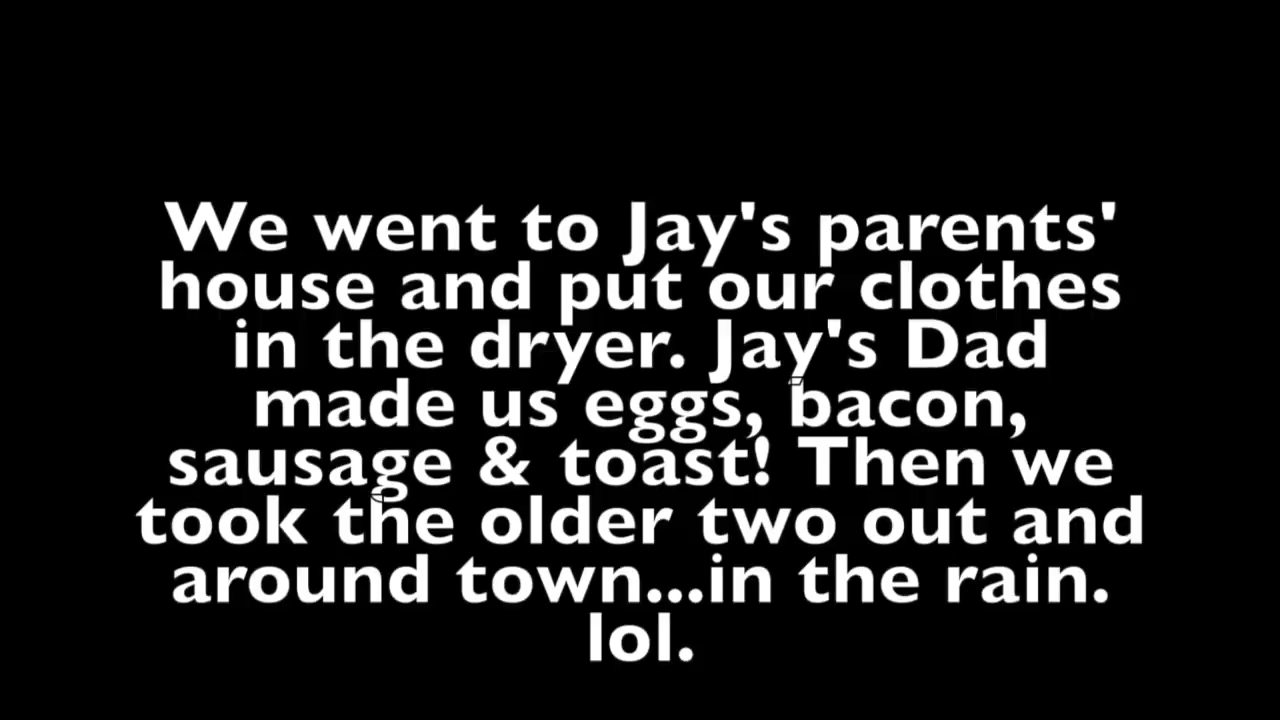 We went to Jay's parents'
house and put our clothes
in the dryer. Jay's Dad
made us eggs, bacon,
sausage & toast! Then we
took the older two out and
around town...in the rain.
lol.